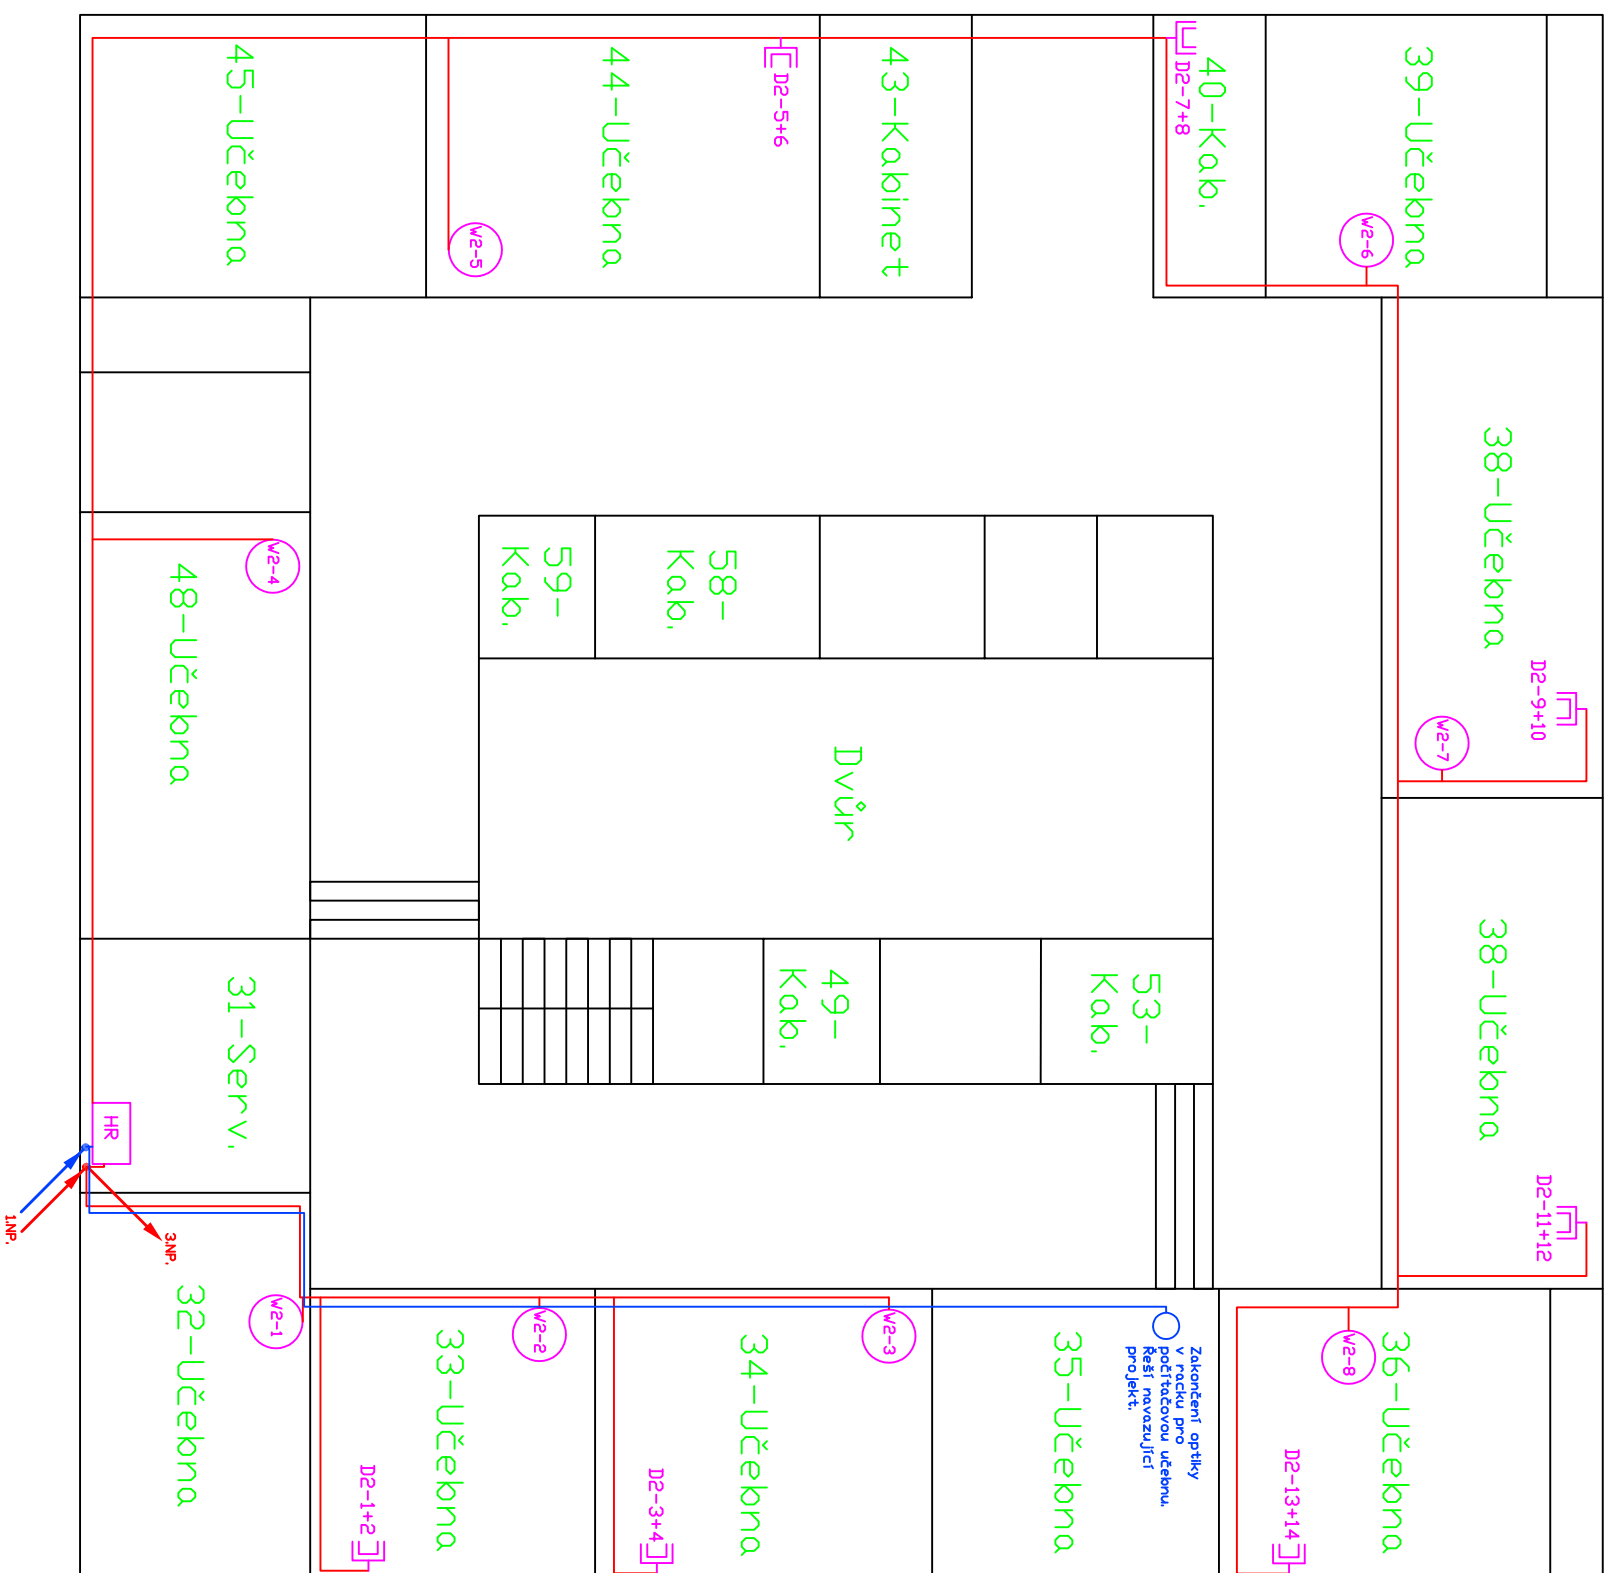 39-Učebna
40-Kab.
D2-7+8
43-Kabinet
D2-5+6
44-Učebna
45-Učebna
W2-6
W2-5
38-Učebna
D2-9+10
W2-7
59-
Kab.
58-
Kab.
W2-4
48-Učebna
Dvůr
38-Učebna
D2-11+12
53-
Kab.
49-
Kab.
31-Serv.
HR
1.NP.
3.NP.
W2-1
32-Učebna
W2-2
33-Učebna
D2-1+2
W2-3
34-Učebna
D2-3+4
35-Učebna
Zakončení optiky
v racku pro
počítačovou učebnu.
Řeší navazující
projekt.
W2-8
36-Učebna
D2-13+14